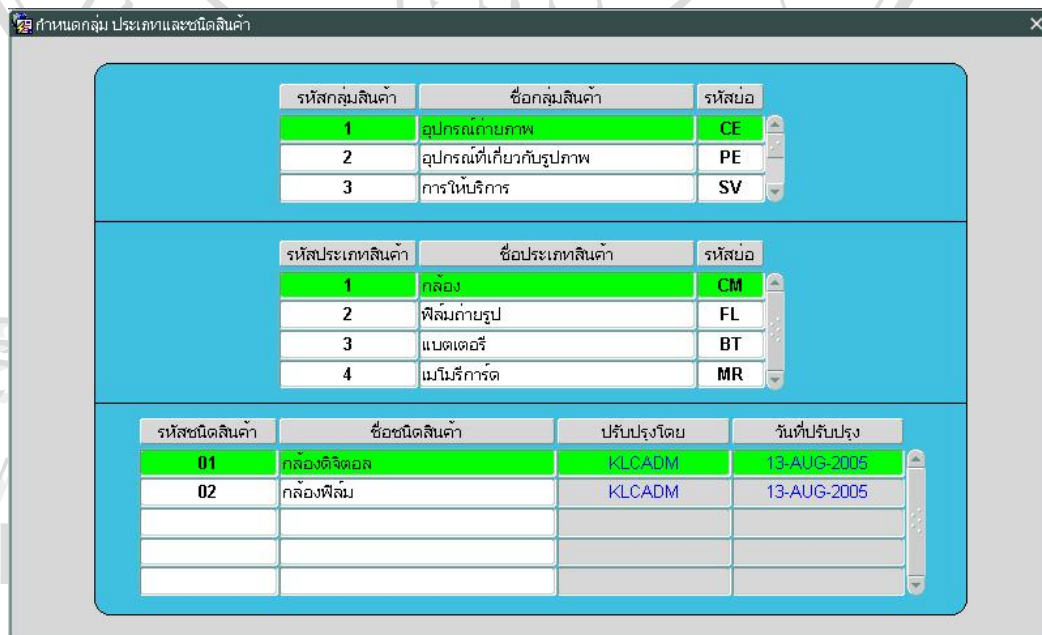 กำหนดกลุ่ม ประเภทและชนิดสินค้า
รหัสกลุ่มสินค้า ชื่อกลุ่มสินค้า รหัสย่อ
1 อุปกรณ์ถ่ายภาพ CE
2 อุปกรณ์ที่เกี่ยวกับรูปภาพ PE
3 การให้บริการ SV
รหัสประเภทสินค้า ชื่อประเภทสินค้า รหัสย่อ
1 กล้อง CM
2 ฟิล์มถ่ายรูป FL
3 แบตเตอรี BT
4 เมโมรีการ์ด MR
รหัสชนิดสินค้า ชื่อชนิดสินค้า ปรับปรุงโดย วันที่ปรับปรุง
01 กล้องดิจิตอล KLCADM 13-AUG-2005
02 กล้องฟิล์ม KLCADM 13-AUG-2005